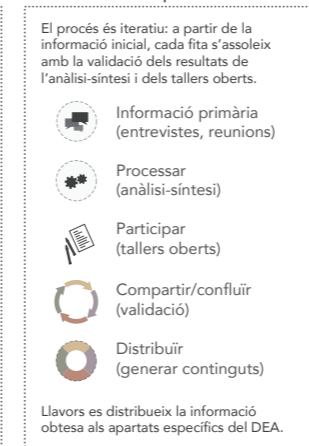 El procés és iteratiu: a partir de la
informació inicial, cada fita s'assoleix
amb la validació dels resultats de
l'anàlisi-síntesi i dels tallers oberts.
Informació primària
(entrevistes, reunions)
Processar
(anàlisi-síntesi)
Participar
(tallers oberts)
Compartir/confluïr
(validació)
Distribuïr
(generar continguts)
Llavors es distribueix la informació
obtesa als apartats específics del DEA.